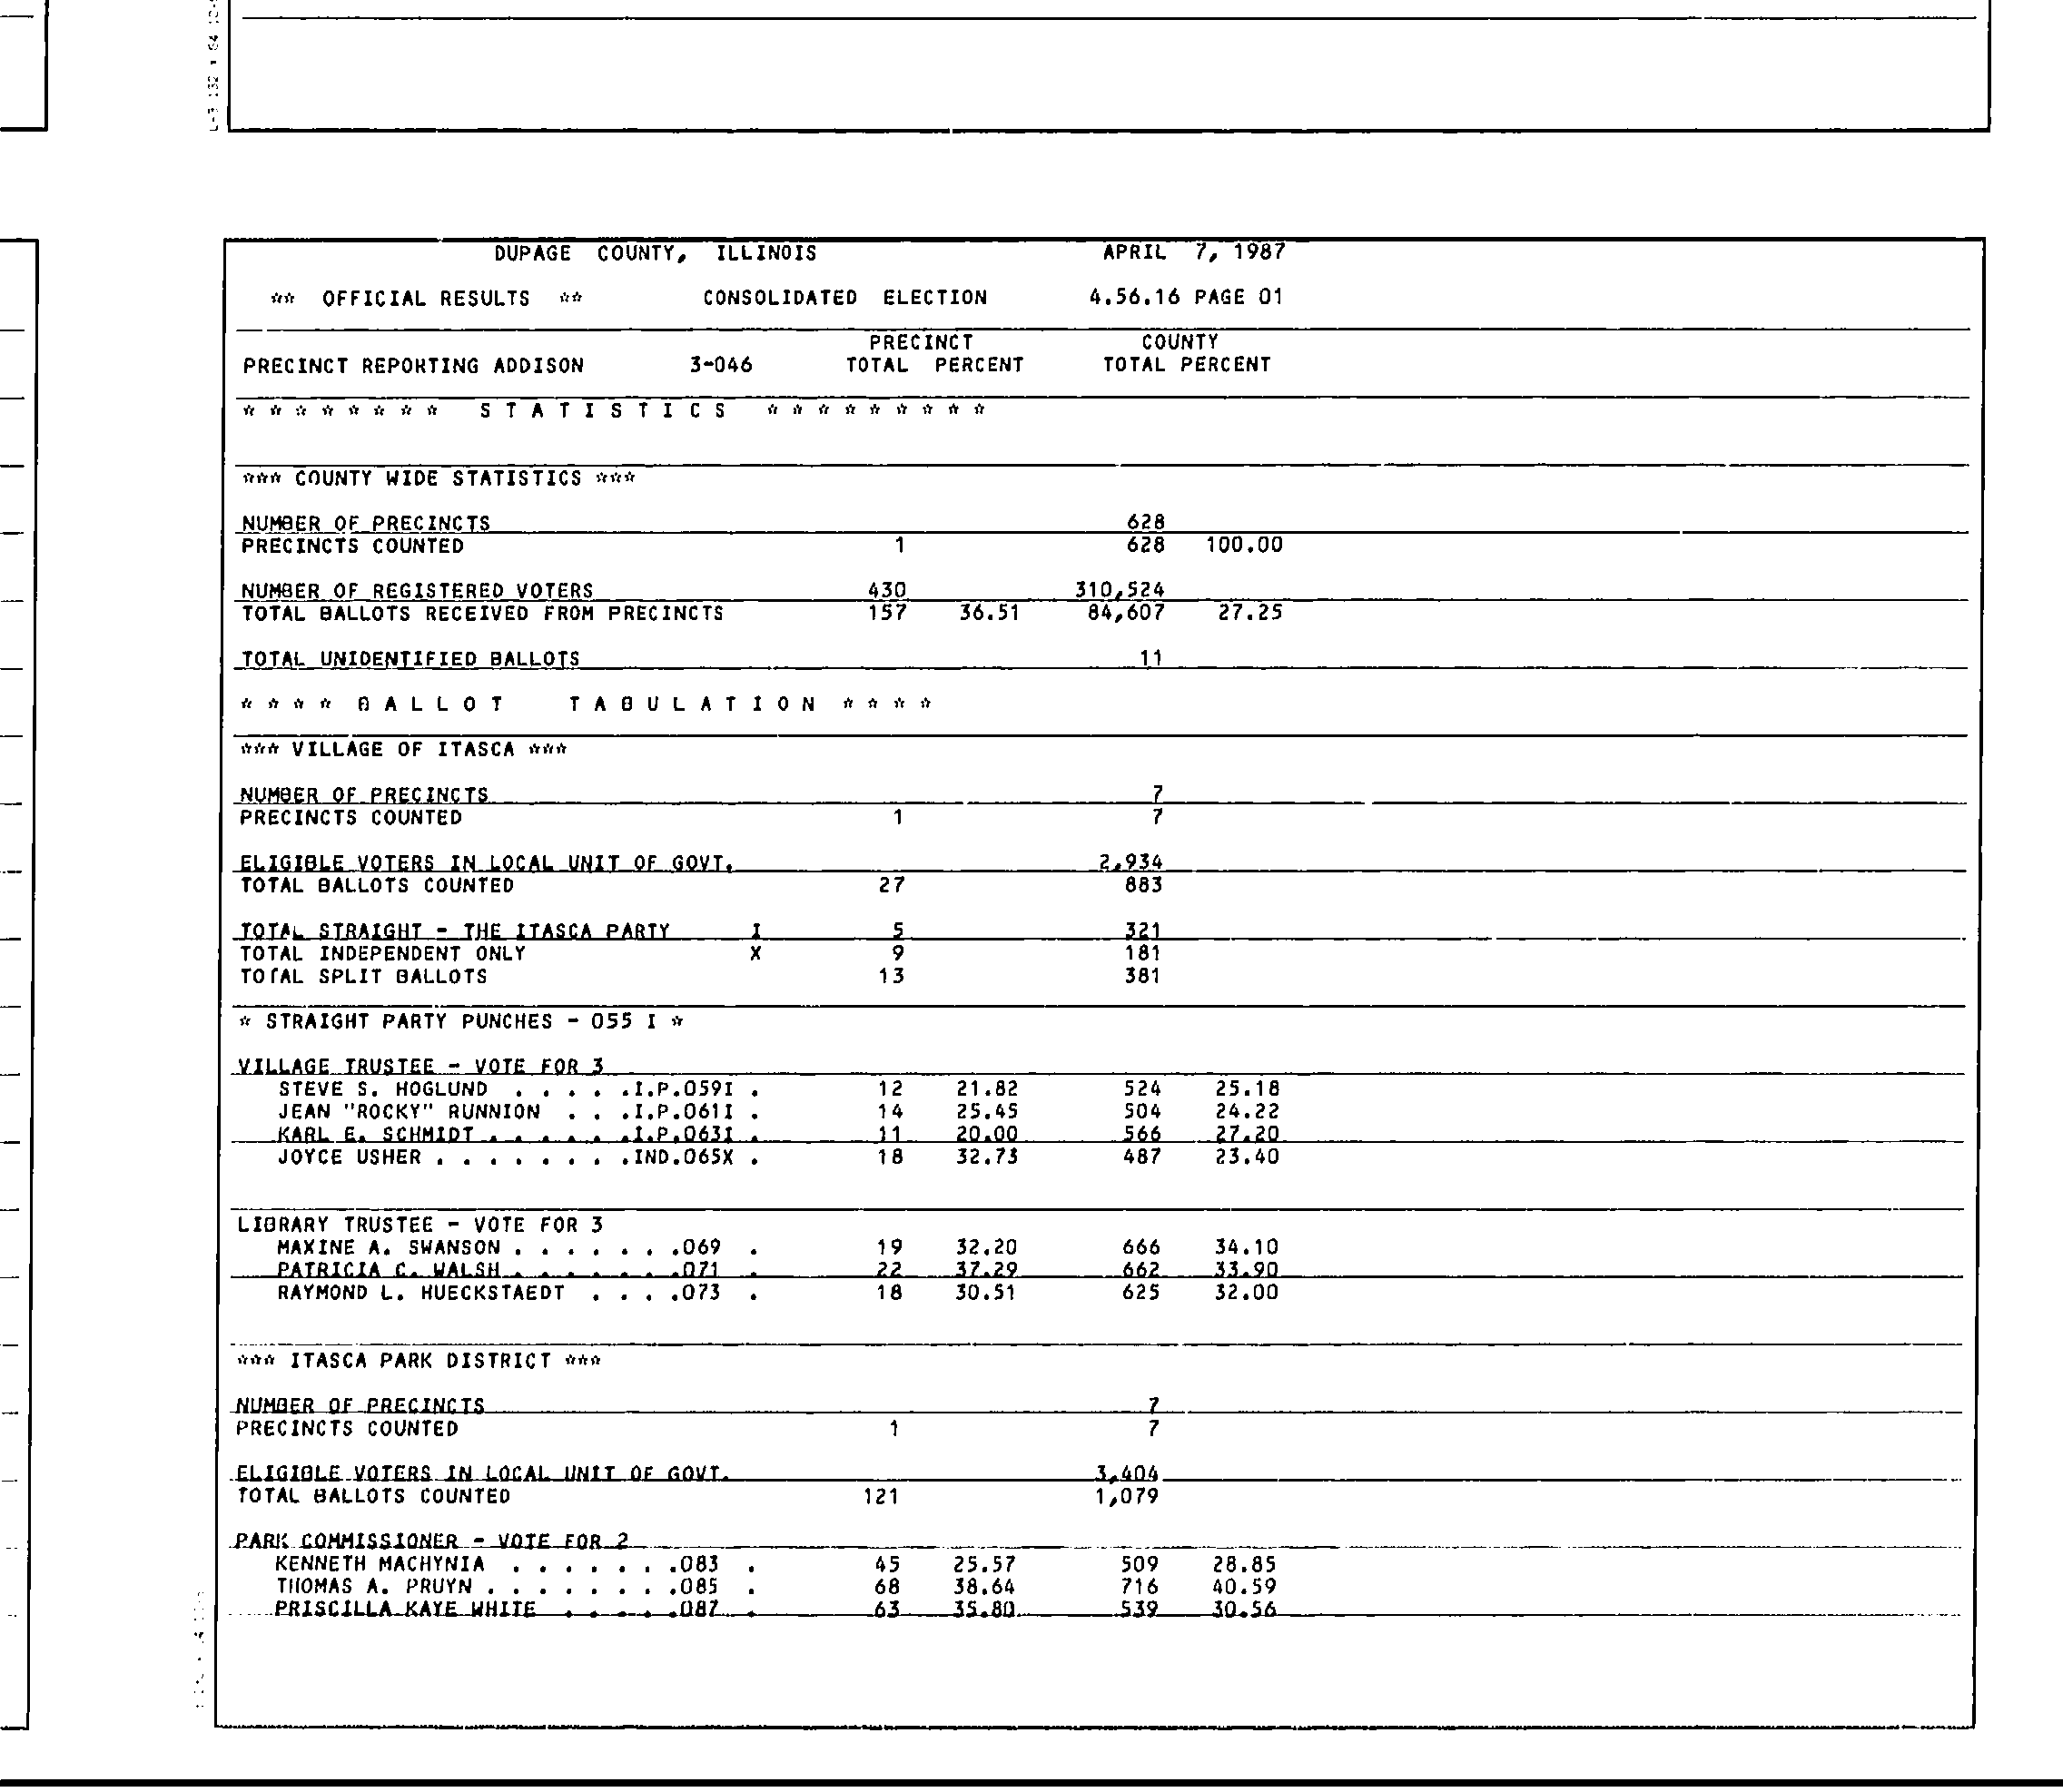 DUPAGE COUNTY, ILLINOIS APRIL 7, 1987
** OFFICIAL RESULTS ** CONSOLIDATED ELECTION 4.56.16 PAGE 01
PRECINCT COUNTY
PRECINCT REPORTING ADDISON 3-046 TOTAL PERCENT TOTAL PERCENT
* * * * * * * * S T A T I S T I C S * * * * * * * * *
*** COUNTY WIDE STATISTICS ***
NUMBER OF PRECINCTS 628
PRECINCTS COUNTED 1 628 100.00
NUMBER OF REGISTERED VOTERS 430 310,524
TOTAL BALLOTS RECEIVED FROM PRECINCTS 157 36.51 84,607 27.25
TOTAL UNIDENTIFIED BALLOTS 11
* * * * B A L L O T T A B U L A T I O N * * * *
*** VILLAGE OF ITASCA ***
NUMBER OF PRECINCTS 7
PRECINCTS COUNTED 1 7
ELIGIBLE VOTERS IN LOCAL UNIT OF GOVT. 2,934
TOTAL BALLOTS COUNTED 27 883
TOTAL STRAIGHT - THE ITASCA PARTY I 5 321
TOTAL INDEPENDENT ONLY X 9 181
TOTAL SPLIT BALLOTS 13 381
* STRAIGHT PARTY PUNCHES - 055 I *
VILLAGE TRUSTEE - VOTE FOR 3
STEVE S. HOGLUND . . . . .I.P.059I . 12 21.82 524 25.18
JEAN "ROCKY" RUNNION . . .I.P.061I . 14 25.45 504 24.22
KARL E. SCHMIDT . . . . . .I.P.063I . 11 20.00 566 27.20
JOYCE USHER . . . . . . . .IND.065X . 18 32.73 487 23.40
LIBRARY TRUSTEE - VOTE FOR 3
MAXINE A. SWANSON . . . . . . .069 . 19 32.20 666 34.10
PATRICIA C. WALSH . . . . . . .071 . 22 37.29 662 33.90
RAYMOND L. HUECKSTAEDT . . . .073 . 18 30.51 625 32.00
*** ITASCA PARK DISTRICT ***
NUMBER OF PRECINCTS 7
PRECINCTS COUNTED 1 7
ELIGIBLE VOTERS IN LOCAL UNIT OF GOVT. 3,404
TOTAL BALLOTS COUNTED 121 1,079
PARK COMMISSIONER - VOTE FOR 2
KENNETH MACHYNIA . . . . . . .083 . 45 25.57 509 28.85
THOMAS A. PRUYN . . . . . . . .085 . 68 38.64 716 40.59
PRISCILLA KAYE WHITE . . . . .087 . 63 35.80 539 30.56